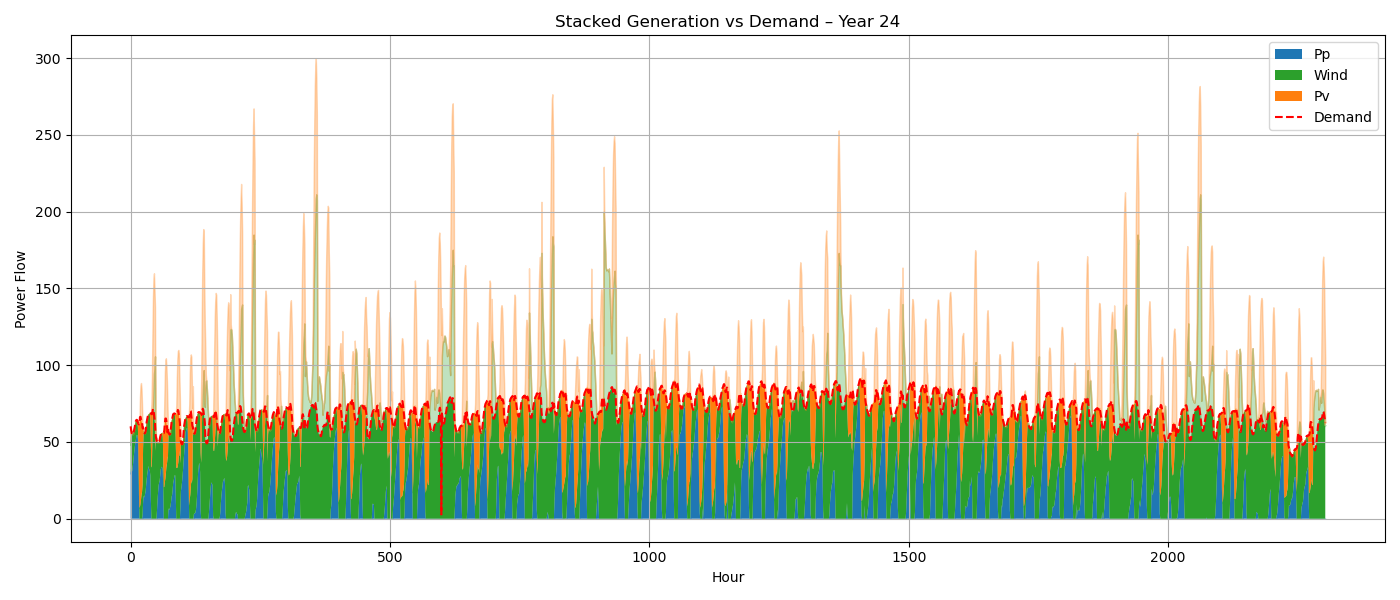 Stacked Generation vs Demand – Year 24
Pp
Wind
Pv
Demand
Power Flow
300
250
200
150
100
50
0
0 500 1000 1500 2000
Hour